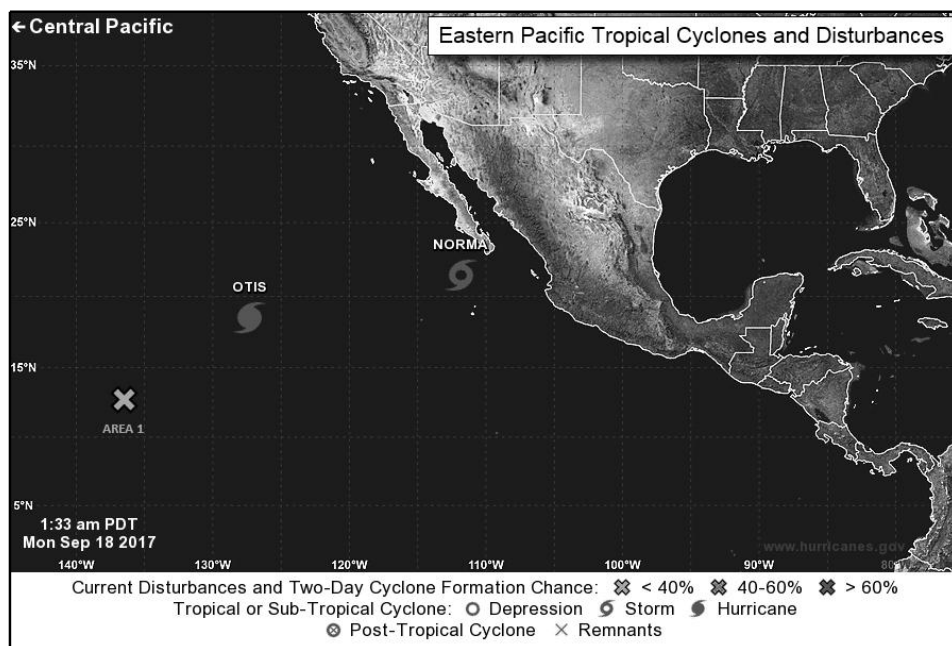 ← Central Pacific
Eastern Pacific Tropical Cyclones and Disturbances
35°N
25°N
NORMA
OTIS
15°N
AREA 1
5°N
1:33 am PDT
Mon Sep 18 2017
www.hurricanes.gov
140°W 130°W 120°W 110°W 100°W 90°W 80°W
Current Disturbances and Two-Day Cyclone Formation Chance: < 40% 40-60% > 60%
Tropical or Sub-Tropical Cyclone: Depression Storm Hurricane
Post-Tropical Cyclone Remnants